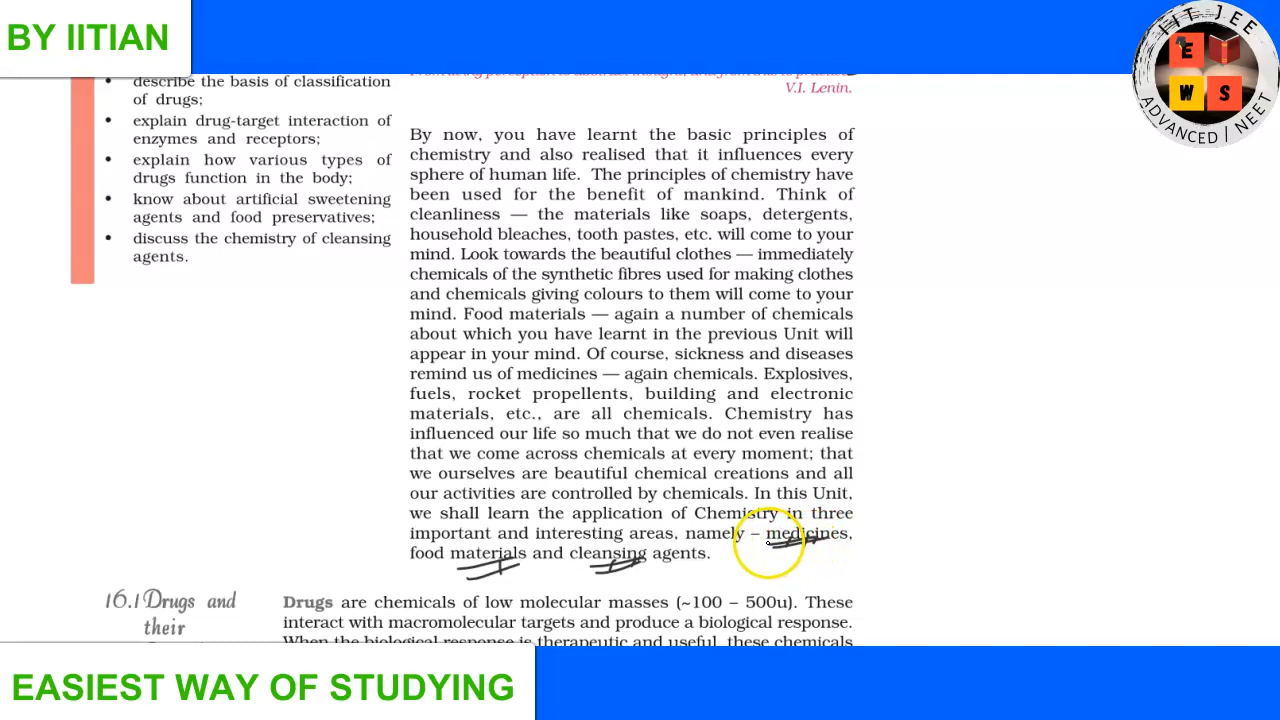 BY IITIAN
IIT JEE
E
W S
ADVANCED | NEET
V.I. Lenin.
describe the basis of classification
of drugs;
• explain drug-target interaction of
enzymes and receptors;
• explain how various types of
drugs function in the body;
• know about artificial sweetening
agents and food preservatives;
• discuss the chemistry of cleansing
agents.
By now, you have learnt the basic principles of
chemistry and also realised that it influences every
sphere of human life. The principles of chemistry have
been used for the benefit of mankind. Think of
cleanliness — the materials like soaps, detergents,
household bleaches, tooth pastes, etc. will come to your
mind. Look towards the beautiful clothes — immediately
chemicals of the synthetic fibres used for making clothes
and chemicals giving colours to them will come to your
mind. Food materials — again a number of chemicals
about which you have learnt in the previous Unit will
appear in your mind. Of course, sickness and diseases
remind us of medicines — again chemicals. Explosives,
fuels, rocket propellents, building and electronic
materials, etc., are all chemicals. Chemistry has
influenced our life so much that we do not even realise
that we come across chemicals at every moment; that
we ourselves are beautiful chemical creations and all
our activities are controlled by chemicals. In this Unit,
we shall learn the application of Chemistry in three
important and interesting areas, namely – medicines,
food materials and cleansing agents.
16.1 Drugs and
their
Drugs are chemicals of low molecular masses (~100 – 500u). These
interact with macromolecular targets and produce a biological response.
When the biological response is therapeutic and useful, these chemicals
EASIEST WAY OF STUDYING